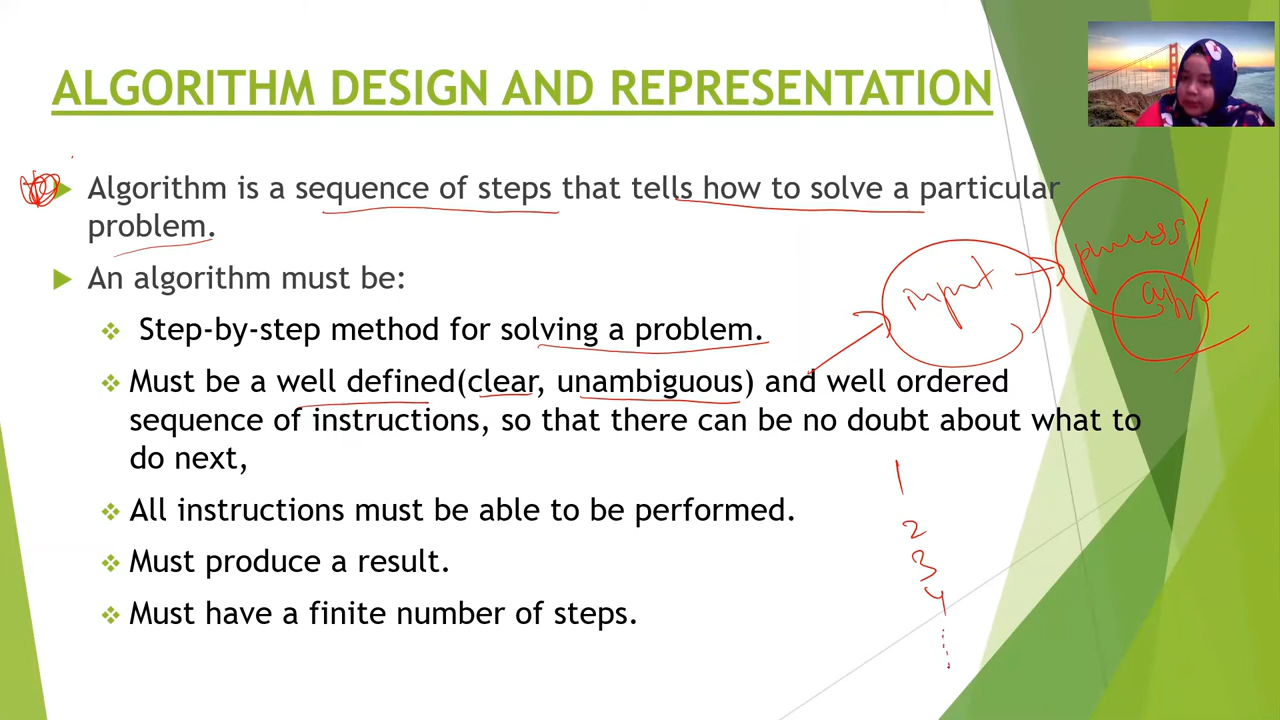 ALGORITHM DESIGN AND REPRESENTATION
Algorithm is a sequence of steps that tells how to solve a particular
problem.
An algorithm must be:
Step-by-step method for solving a problem.
Must be a well defined(clear, unambiguous) and well ordered
sequence of instructions, so that there can be no doubt about what to
do next,
All instructions must be able to be performed.
Must produce a result.
Must have a finite number of steps.
input
process
1
2
3
4